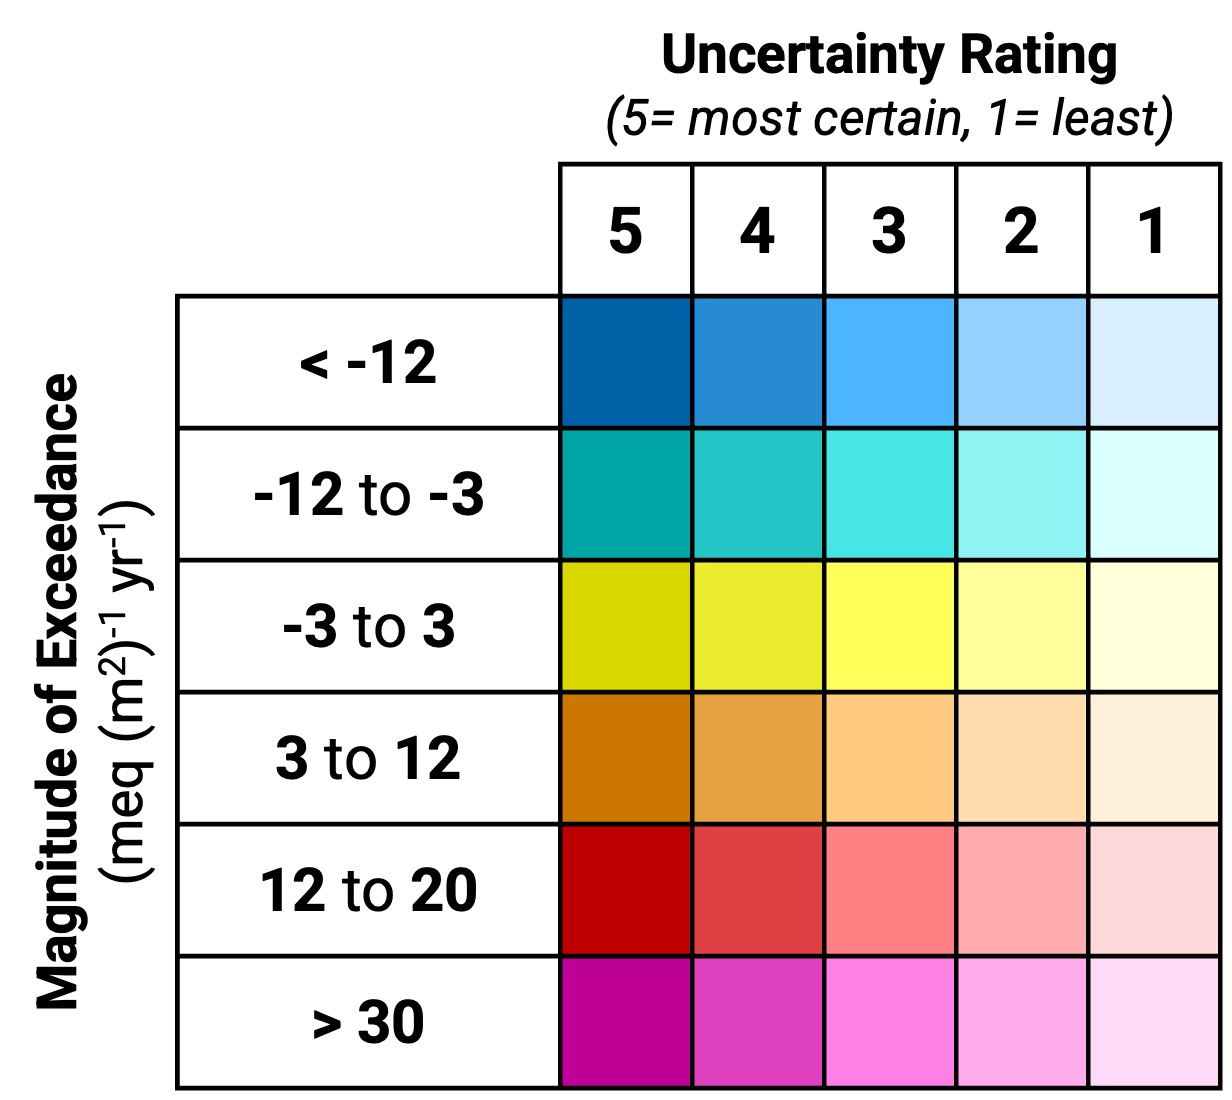 Uncertainty Rating
(5= most certain, 1= least)
5 4 3 2 1
Magnitude of Exceedance
(meq (m²)⁻¹ yr⁻¹)
< -12
-12 to -3
-3 to 3
3 to 12
12 to 20
> 30